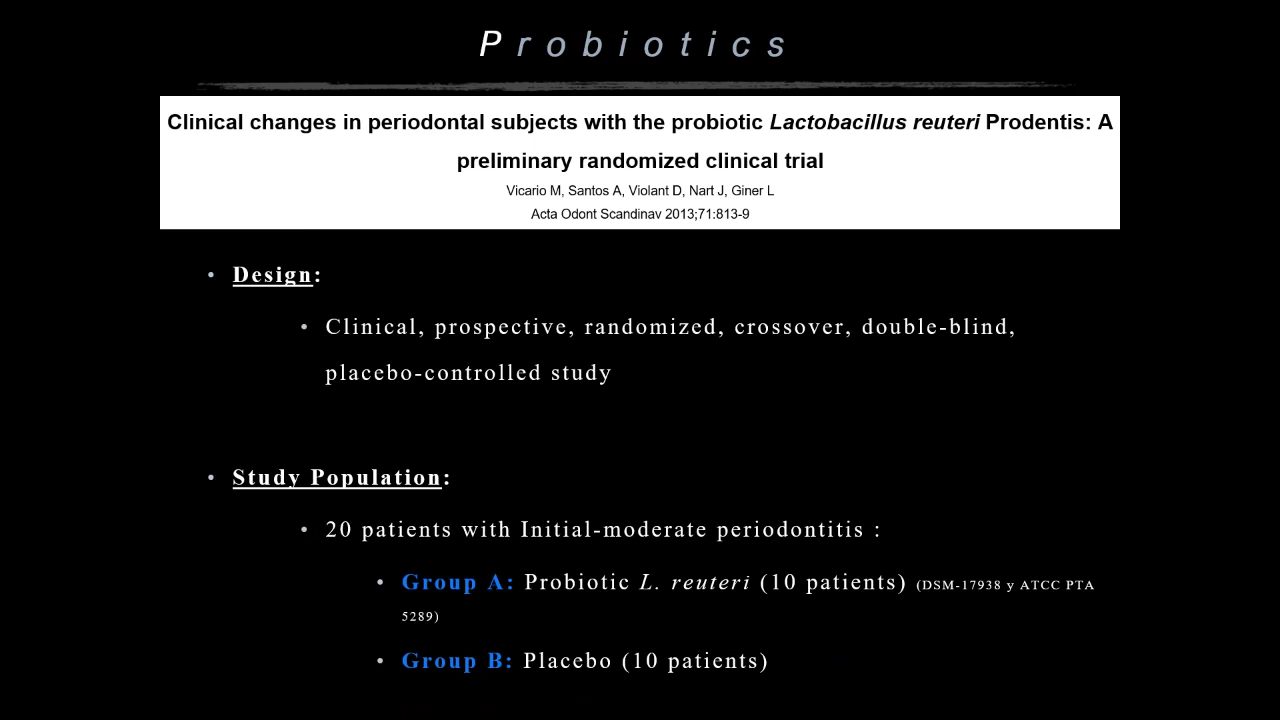 Probiotics
Clinical changes in periodontal subjects with the probiotic Lactobacillus reuteri Prodentis: A
preliminary randomized clinical trial
Vicario M, Santos A, Violant D, Nart J, Giner L
Acta Odont Scandinav 2013;71:813-9
• Design:
• Clinical, prospective, randomized, crossover, double-blind,
placebo-controlled study
• Study Population:
• 20 patients with Initial-moderate periodontitis :
• Group A: Probiotic L. reuteri (10 patients) (DSM-17938 y ATCC PTA
5289)
• Group B: Placebo (10 patients)